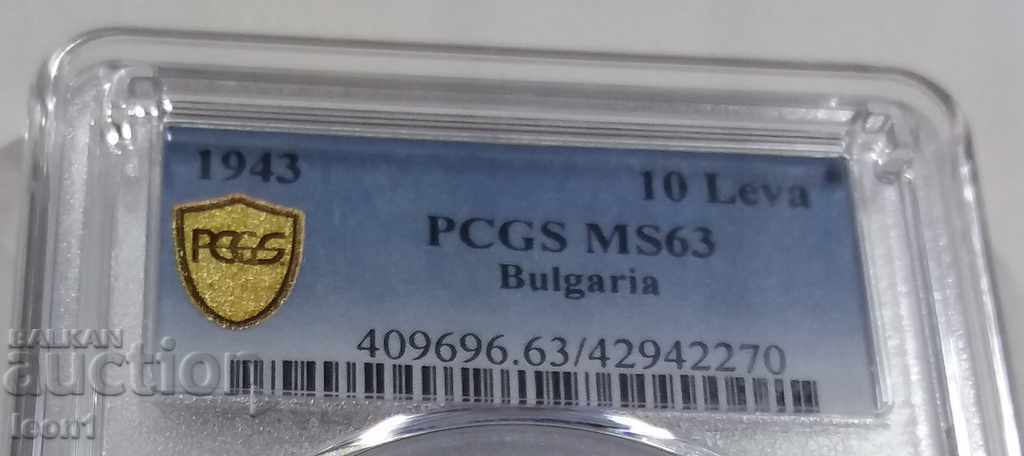 1943
10 Leva
PCGS
PCGS MS63
Bulgaria
409696.63/42942270
BALKAN
auction
leon1